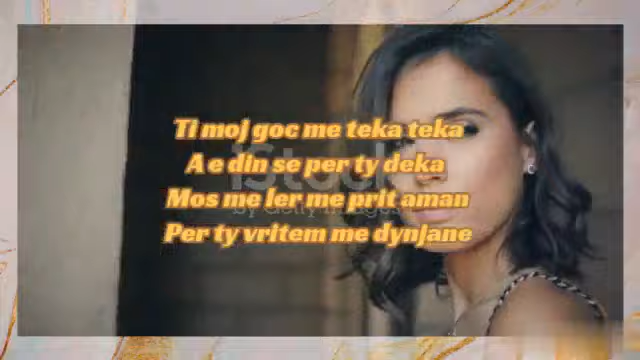 Ti moj goc me teka teka
A e din se per ty deka
Mos me ler me prit aman
Per ty vritem me dynjane
iStock
by Getty Images